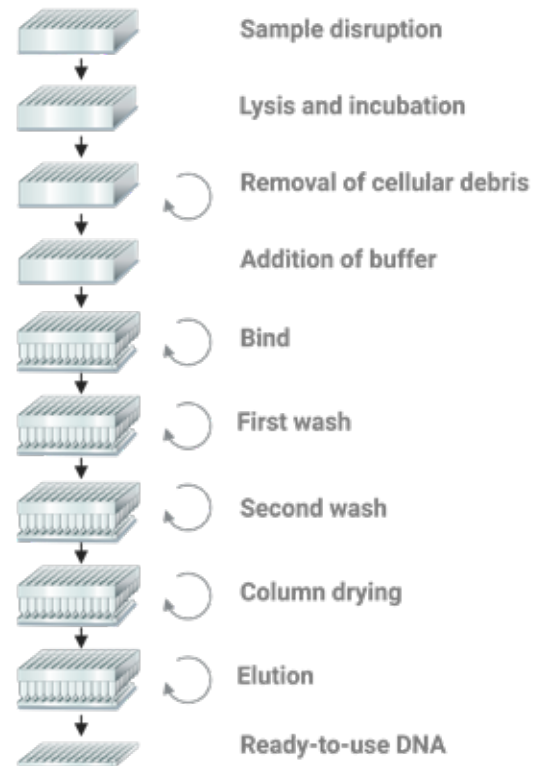 Sample disruption
Lysis and incubation
Removal of cellular debris
Addition of buffer
Bind
First wash
Second wash
Column drying
Elution
Ready-to-use DNA